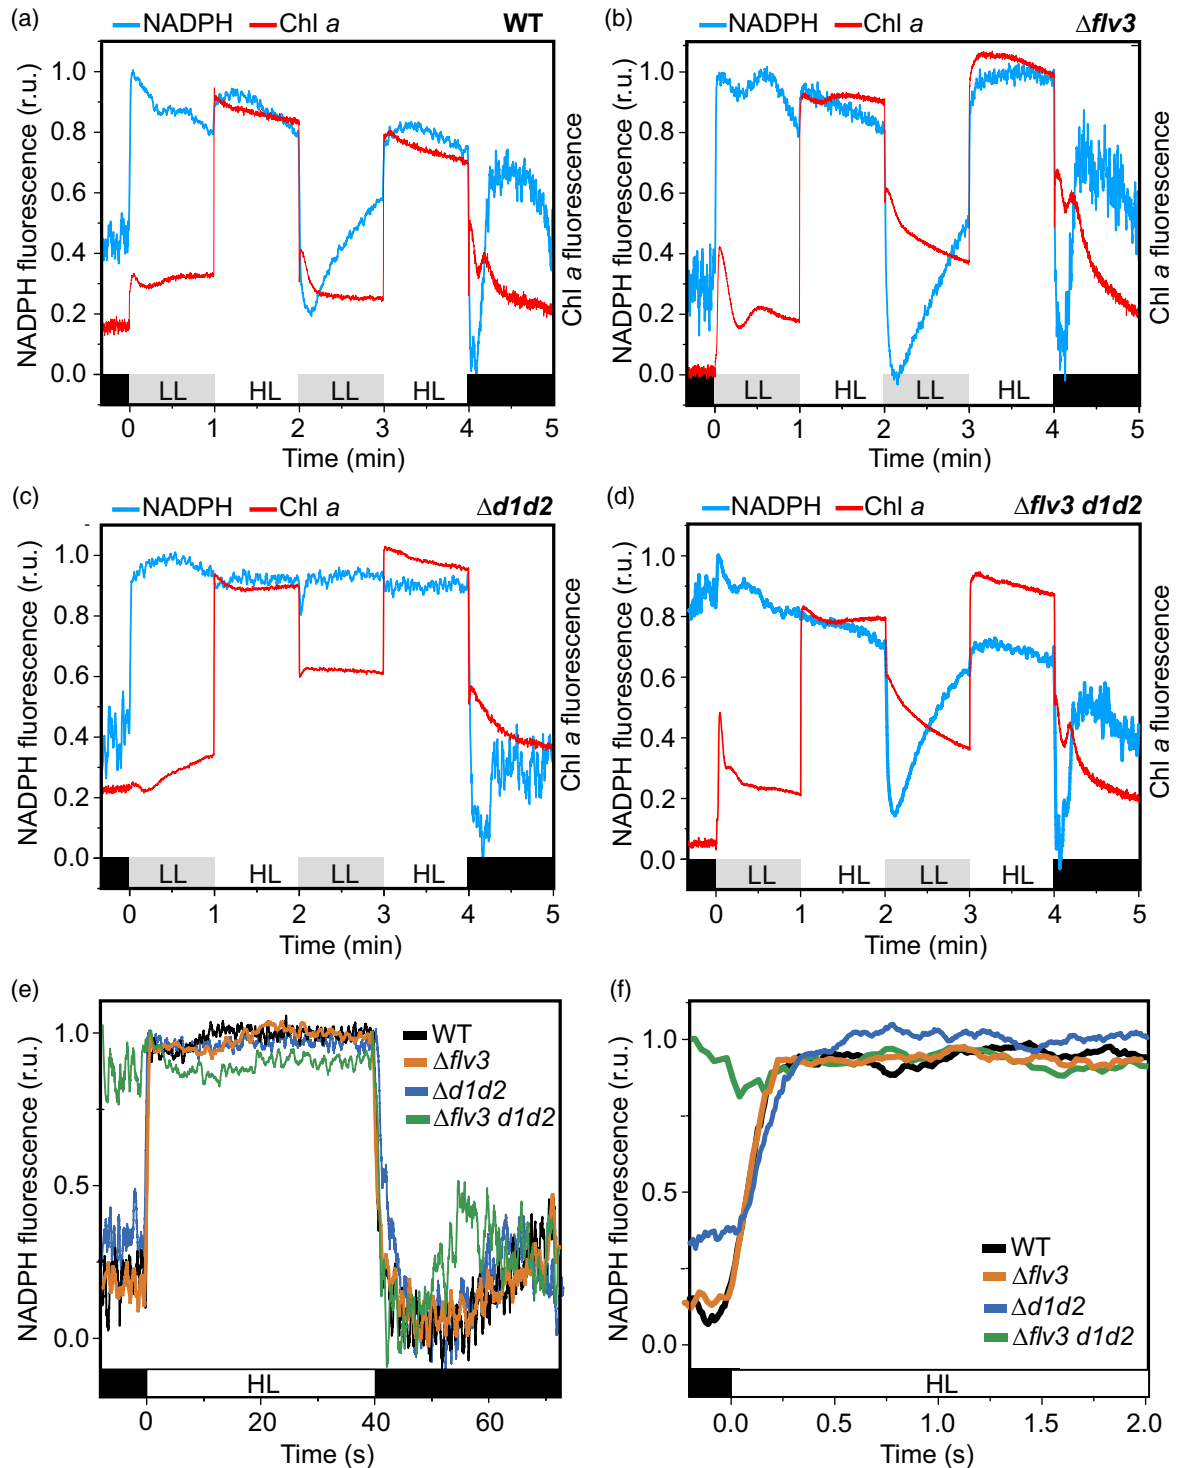 (a)
NADPH Chl a WT
NADPH fluorescence (r.u.)
1.0
0.8
0.6
0.4
0.2
0.0
LL HL LL HL
0 1 2 3 4 5
Time (min)
Chl a fluorescence
(b)
NADPH Chl a Δflv3
NADPH fluorescence (r.u.)
1.0
0.8
0.6
0.4
0.2
0.0
LL HL LL HL
0 1 2 3 4 5
Time (min)
Chl a fluorescence
(c)
NADPH Chl a Δd1d2
NADPH fluorescence (r.u.)
1.0
0.8
0.6
0.4
0.2
0.0
LL HL LL HL
0 1 2 3 4 5
Time (min)
Chl a fluorescence
(d)
NADPH Chl a Δflv3 d1d2
NADPH fluorescence (r.u.)
1.0
0.8
0.6
0.4
0.2
0.0
LL HL LL HL
0 1 2 3 4 5
Time (min)
Chl a fluorescence
(e)
NADPH fluorescence (r.u.)
1.0
0.5
0.0
WT
Δflv3
Δd1d2
Δflv3 d1d2
HL
0 20 40 60
Time (s)
(f)
NADPH fluorescence (r.u.)
1.0
0.5
0.0
WT
Δflv3
Δd1d2
Δflv3 d1d2
HL
0.0 0.5 1.0 1.5 2.0
Time (s)